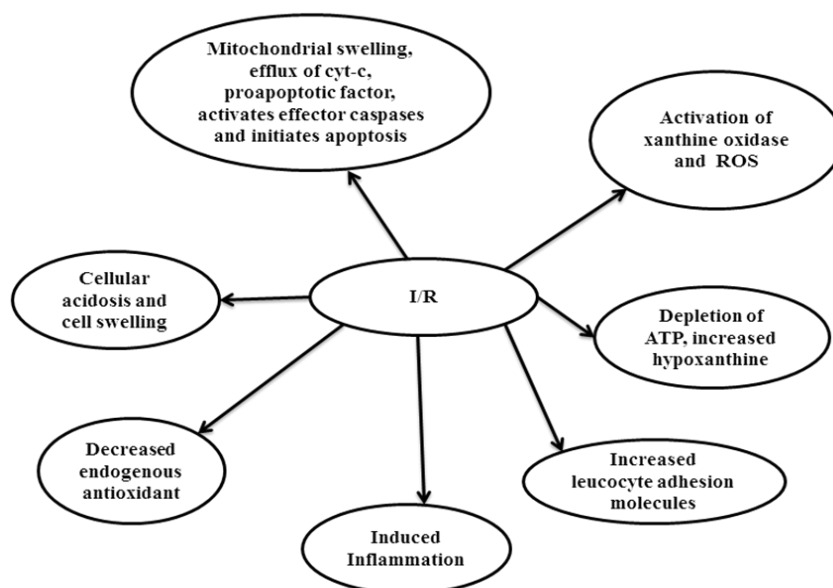 Mitochondrial swelling,
efflux of cyt-c,
proapoptotic factor,
activates effector caspases
and initiates apoptosis
Activation of
xanthine oxidase
and ROS
Cellular
acidosis and
cell swelling
I/R
Depletion of
ATP, increased
hypoxanthine
Decreased
endogenous
antioxidant
Increased
leucocyte adhesion
molecules
Induced
Inflammation